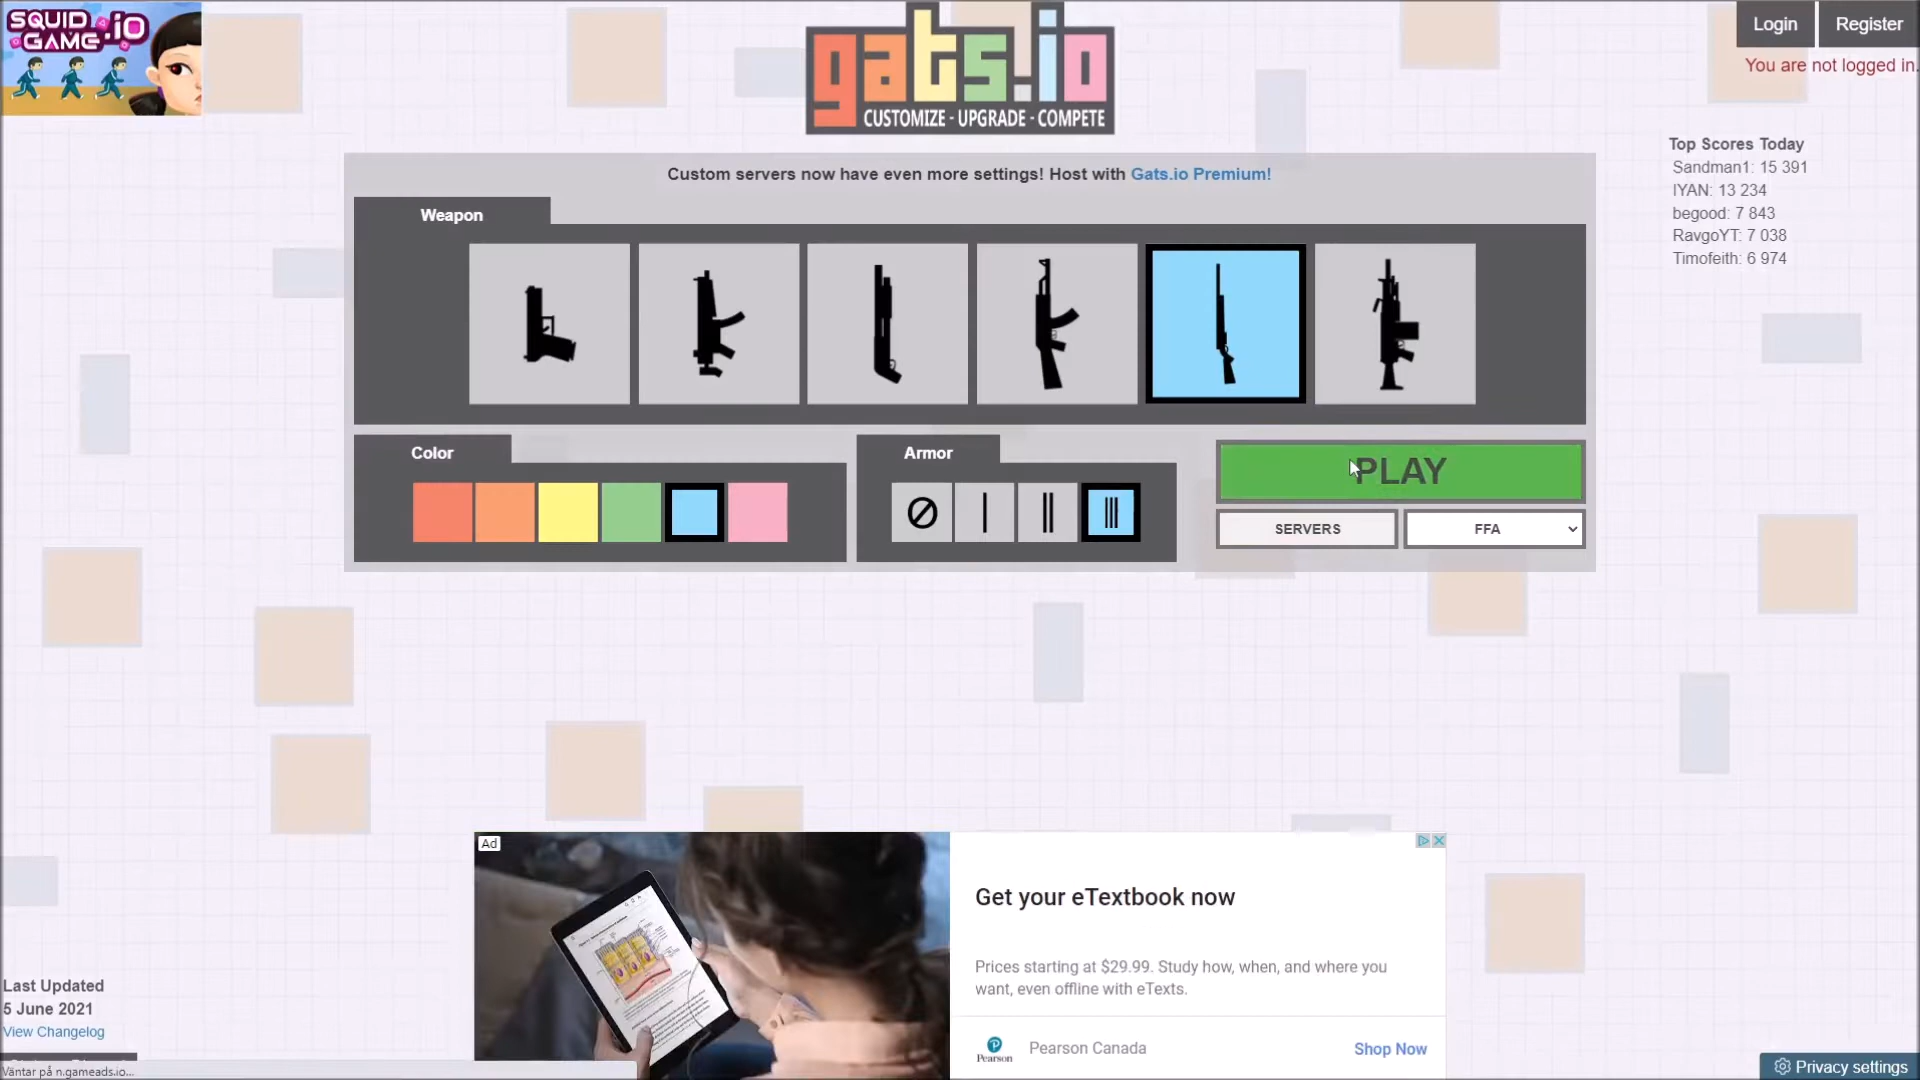 SQUID
GAME
.io
gats.io
CUSTOMIZE - UPGRADE - COMPETE
Login
Register
You are not logged in.
Top Scores Today
Sandman1: 15 391
IYAN: 13 234
begood: 7 843
RavgoYT: 7 038
Timofeith: 6 974
Custom servers now have even more settings! Host with Gats.io Premium!
Weapon
Color
Armor
PLAY
SERVERS
FFA
Ad
Get your eTextbook now
Prices starting at $29.99. Study how, when, and where you
want, even offline with eTexts.
Pearson
Pearson Canada
Shop Now
Last Updated
5 June 2021
View Changelog
Väntar på n.gameads.io...
Privacy settings